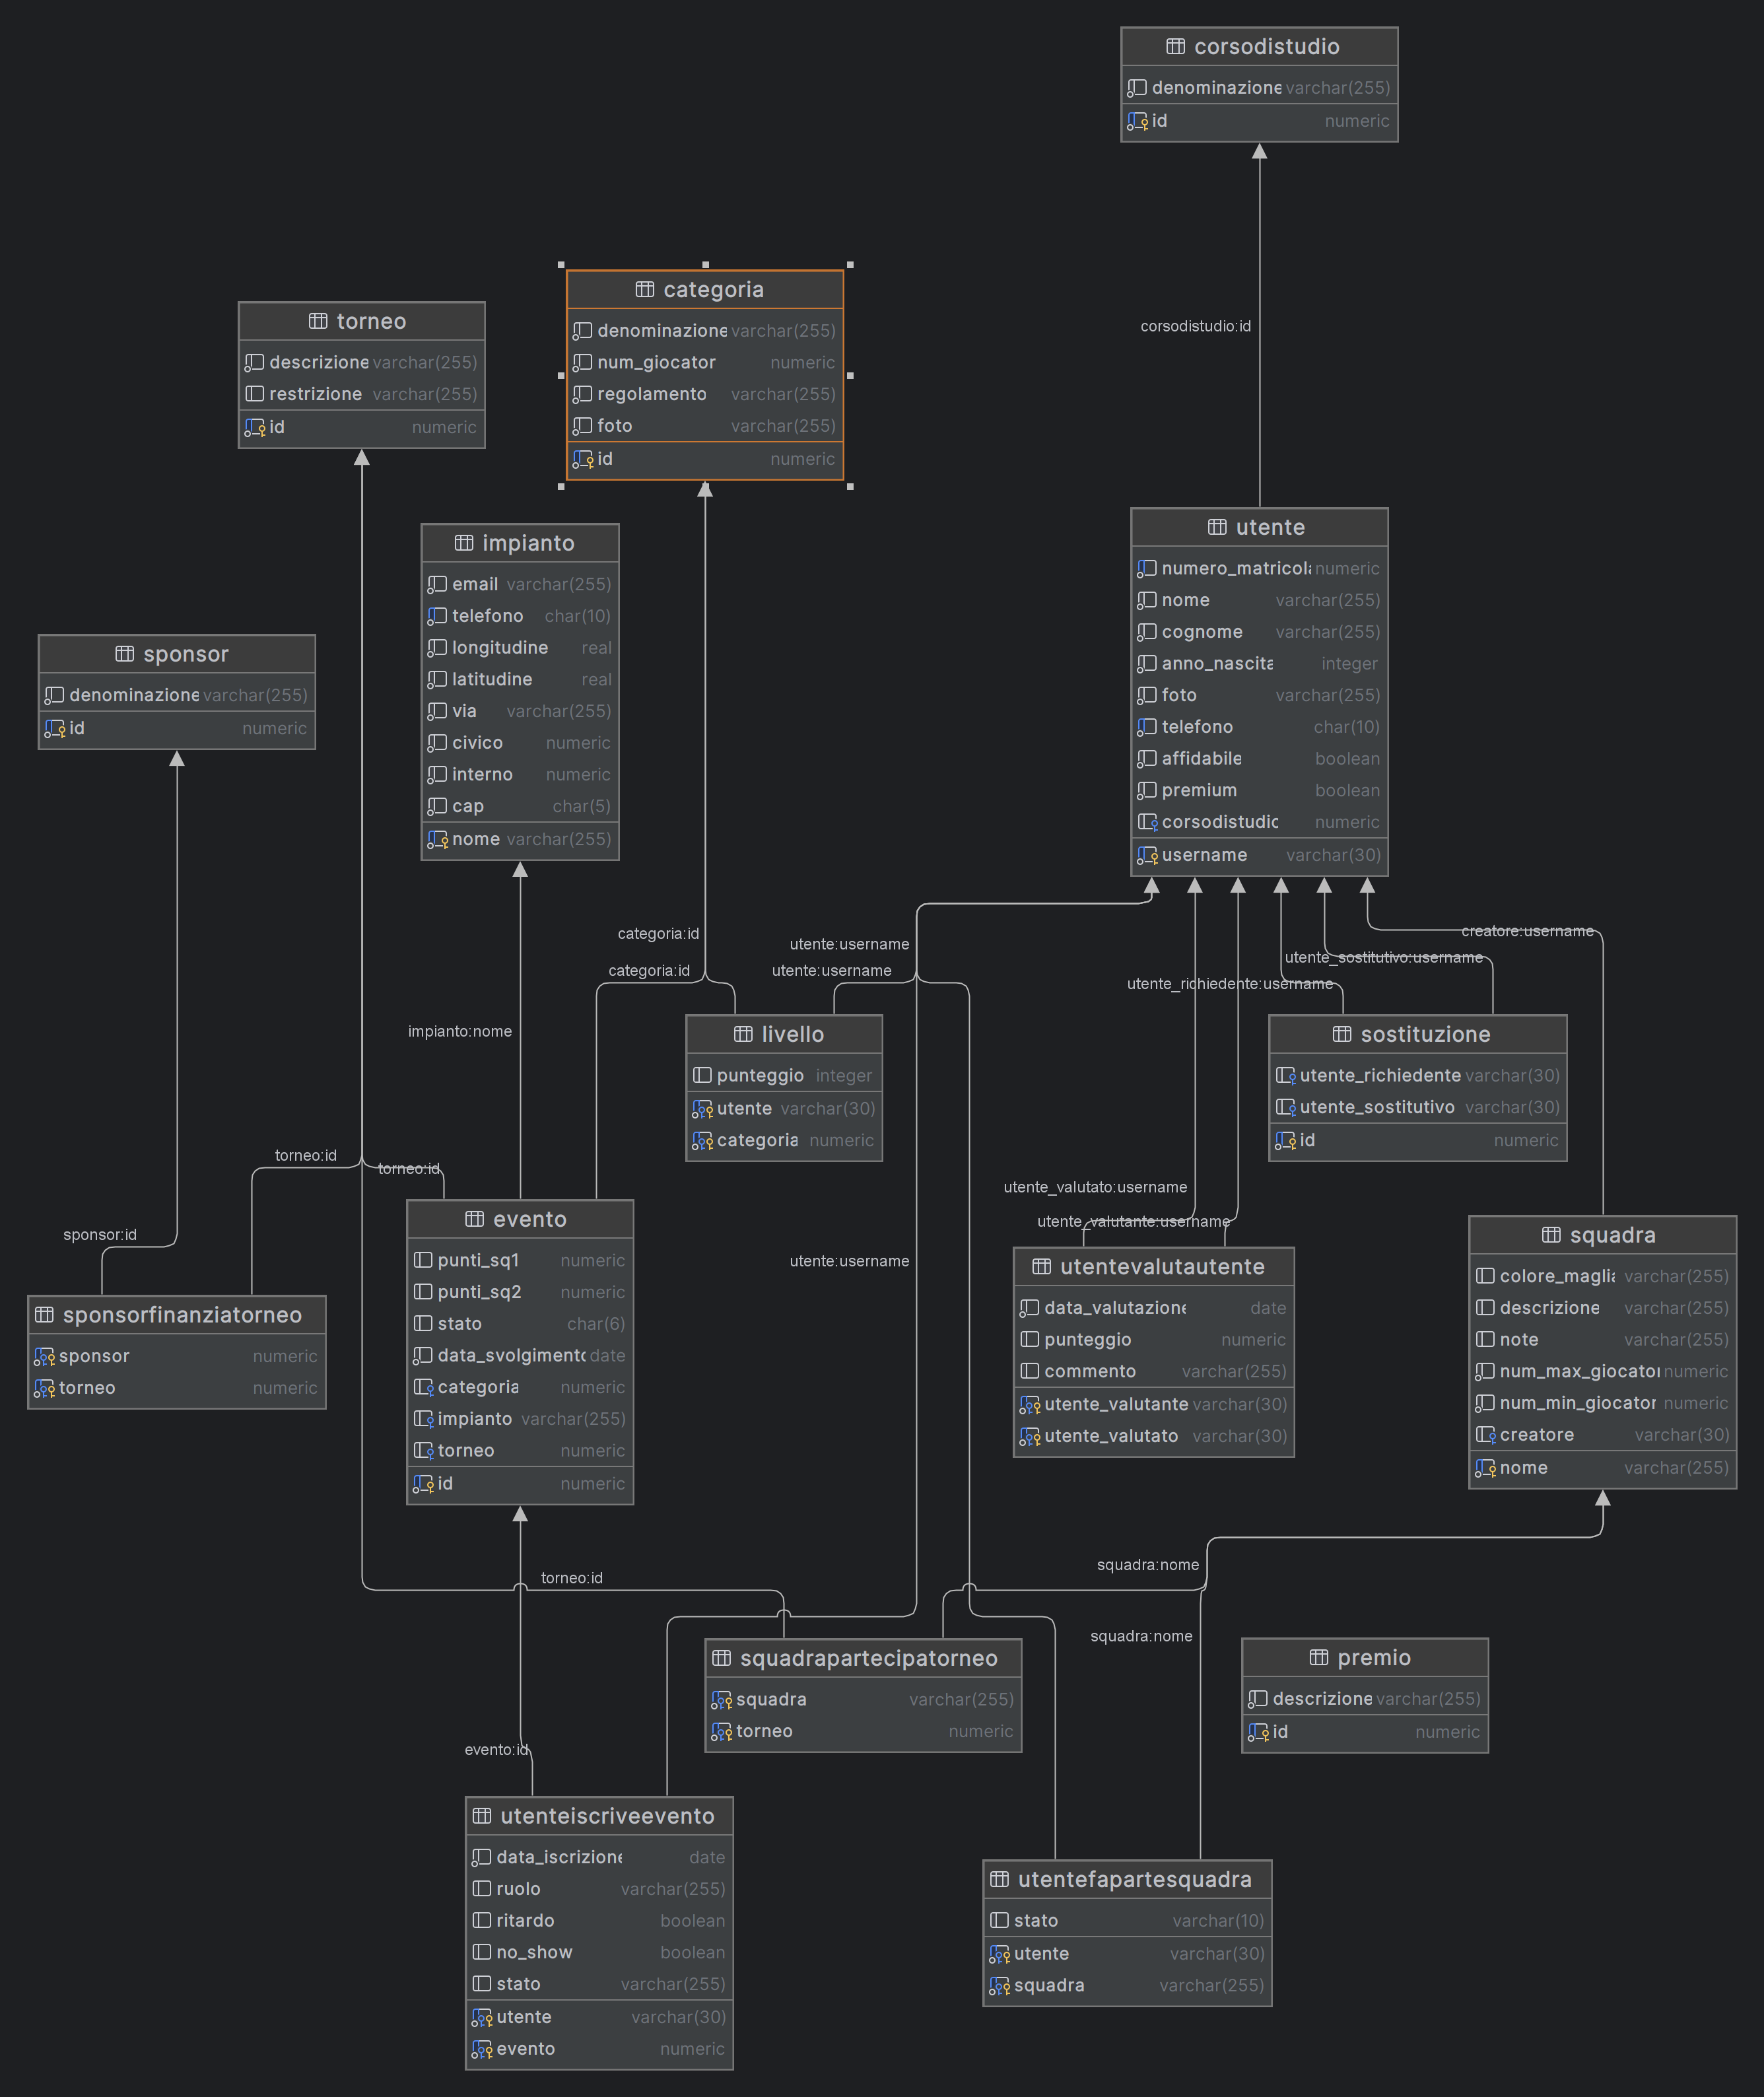 corsodistudio
denominazione varchar(255)
id numeric
corsodistudio:id
categoria
denominazione varchar(255)
num_giocator numeric
regolamento varchar(255)
foto varchar(255)
id numeric
torneo
descrizione varchar(255)
restrizione varchar(255)
id numeric
utente
numero_matricola numeric
nome varchar(255)
cognome varchar(255)
anno_nascita integer
foto varchar(255)
telefono char(10)
affidabile boolean
premium boolean
corsodistudio numeric
username varchar(30)
impianto
email varchar(255)
telefono char(10)
longitudine real
latitudine real
via varchar(255)
civico numeric
interno numeric
cap char(5)
nome varchar(255)
sponsor
denominazione varchar(255)
id numeric
categoria:id
utente:username
creatore:username
categoria:id
utente:username
utente_sostitutivo:username
utente_richiedente:username
impianto:nome
livello
punteggio integer
utente varchar(30)
categoria numeric
sostituzione
utente_richiedente varchar(30)
utente_sostitutivo varchar(30)
id numeric
torneo:id
torneo:id
utente_valutato:username
utente_valutante:username
sponsor:id
utente:username
evento
punti_sq1 numeric
punti_sq2 numeric
stato char(6)
data_svolgimento date
categoria numeric
impianto varchar(255)
torneo numeric
id numeric
squadra
colore_maglia varchar(255)
descrizione varchar(255)
note varchar(255)
num_max_giocator numeric
num_min_giocator numeric
creatore varchar(30)
nome varchar(255)
utentevalutautente
data_valutazione date
punteggio numeric
commento varchar(255)
utente_valutante varchar(30)
utente_valutato varchar(30)
sponsorfinanziatorneo
sponsor numeric
torneo numeric
torneo:id
squadra:nome
squadra:nome
squadrapartecipatorneo
squadra varchar(255)
torneo numeric
premio
descrizione varchar(255)
id numeric
evento:id
utenteiscriveevento
data_iscrizione date
ruolo varchar(255)
ritardo boolean
no_show boolean
stato varchar(255)
utente varchar(30)
evento numeric
utentefapartesquadra
stato varchar(10)
utente varchar(30)
squadra varchar(255)